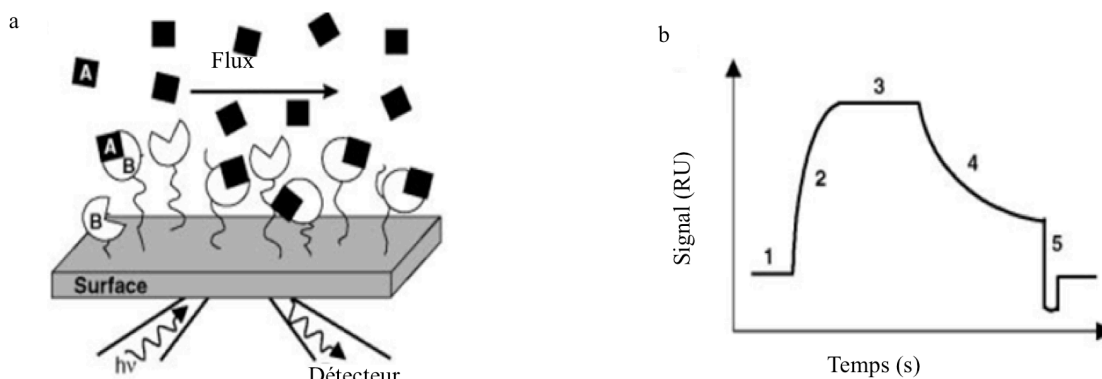 a
Flux
A
A
B
B
Surface
hν
Détecteur
b
Signal (RU)
1
2
3
4
5
Temps (s)